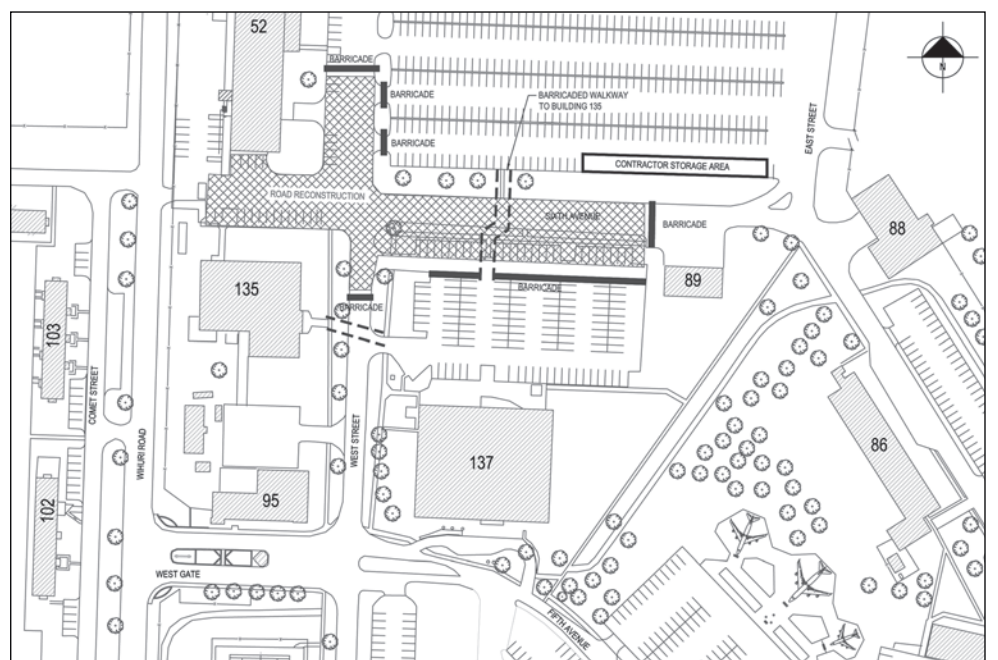 52
BARRICADE
BARRICADE
BARRICADED WALKWAY
TO BUILDING 135
N
EAST STREET
BARRICADE
CONTRACTOR STORAGE AREA
ROAD RECONSTRUCTION
SIXTH AVENUE
BARRICADE
88
89
135
BARRICADE
BARRICADE
103
COMET STREET
WIHURI ROAD
WEST STREET
137
86
95
102
WEST GATE
FIFTH AVENUE